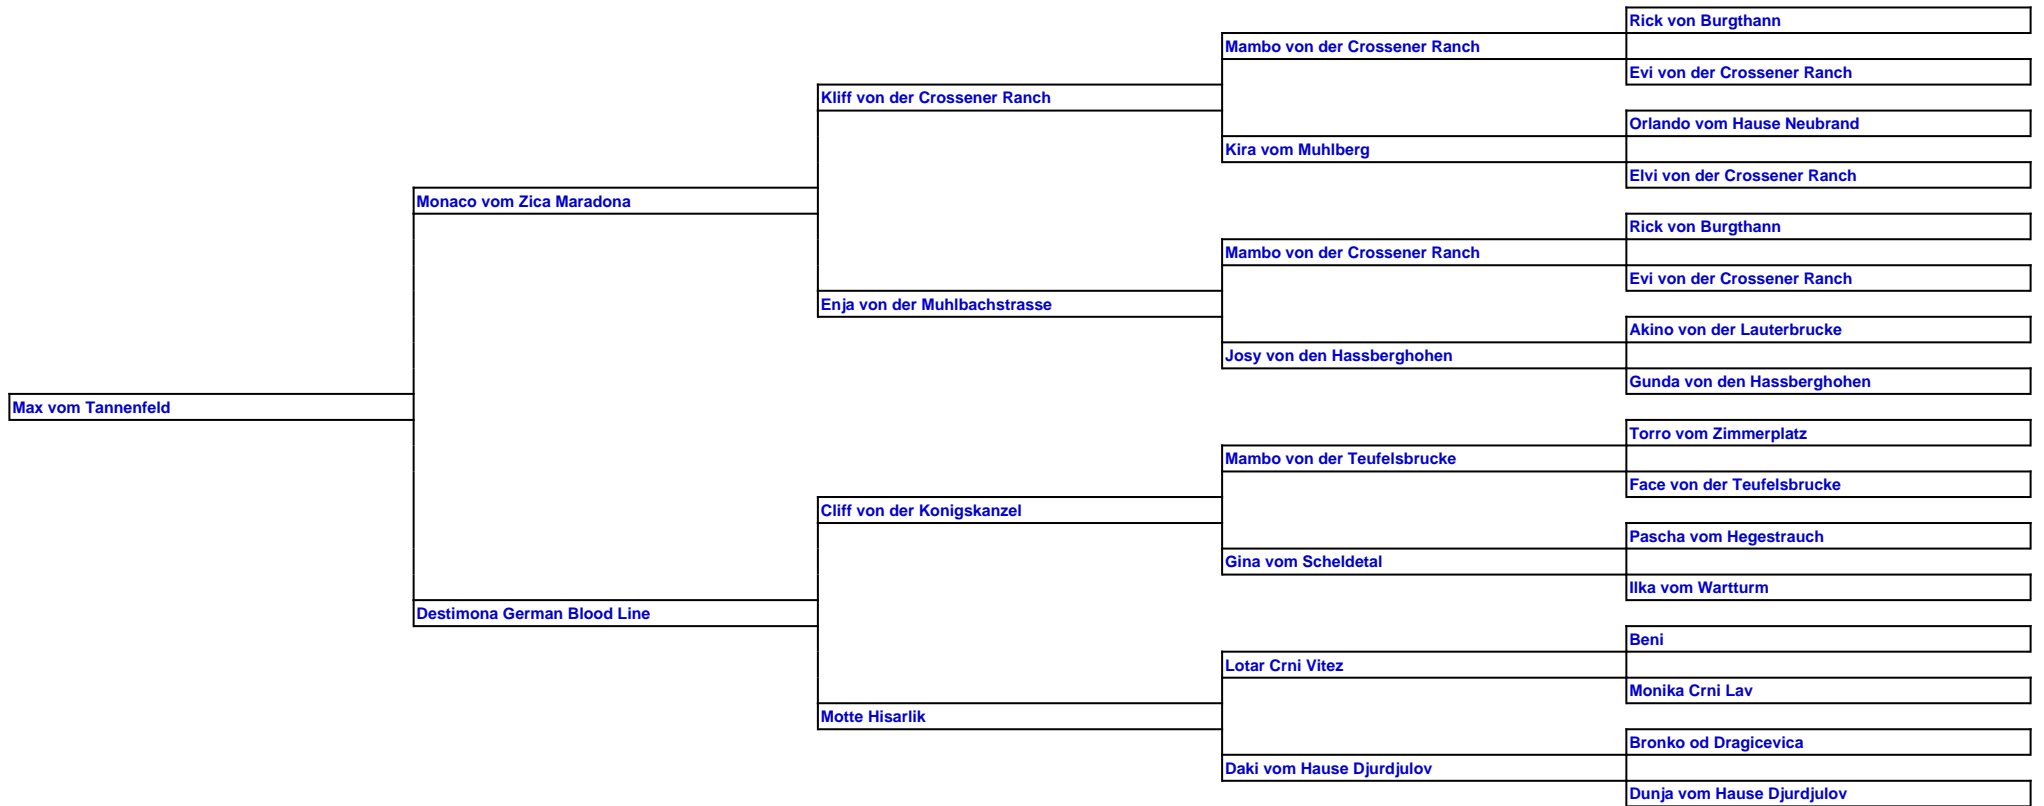 Rick von Burgthann
Mambo von der Crossener Ranch
Evi von der Crossener Ranch
Kliff von der Crossener Ranch
Orlando vom Hause Neubrand
Kira vom Muhlberg
Elvi von der Crossener Ranch
Monaco vom Zica Maradona
Rick von Burgthann
Mambo von der Crossener Ranch
Evi von der Crossener Ranch
Enja von der Muhlbachstrasse
Akino von der Lauterbrucke
Josy von den Hassberghohen
Gunda von den Hassberghohen
Max vom Tannenfeld
Torro vom Zimmerplatz
Mambo von der Teufelsbrucke
Face von der Teufelsbrucke
Cliff von der Konigskanzel
Pascha vom Hegestrauch
Gina vom Scheldetal
Ilka vom Wartturm
Destimona German Blood Line
Beni
Lotar Crni Vitez
Monika Crni Lav
Motte Hisarlik
Bronko od Dragicevica
Daki vom Hause Djurdjulov
Dunja vom Hause Djurdjulov